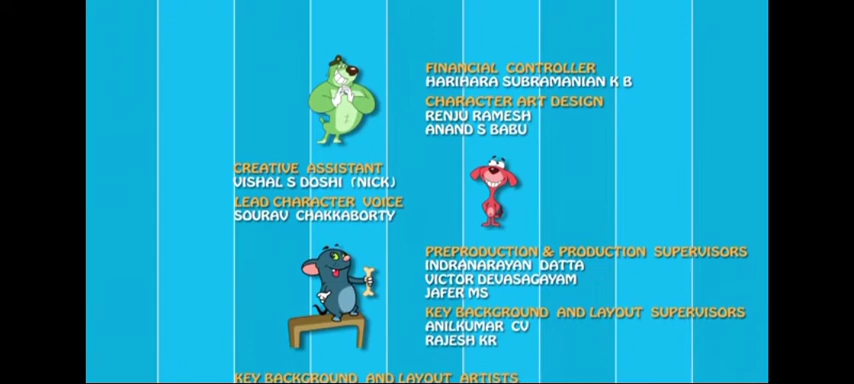 FINANCIAL CONTROLLER
HARIHARA SUBRAMANIAN K B
CHARACTER ART DESIGN
RENJU RAMESH
ANAND S BABU
CREATIVE ASSISTANT
VISHAL S DOSHI (NICK)
LEAD CHARACTER VOICE
SOURAV CHAKKABORTY
PREPRODUCTION & PRODUCTION SUPERVISORS
INDRANARAYAN DATTA
VICTOR DEVASAGAYAM
JAFER MS
KEY BACKGROUND AND LAYOUT SUPERVISORS
ANILKUMAR CV
RAJESH KR
KEY BACKGROUND AND LAYOUT ARTISTS